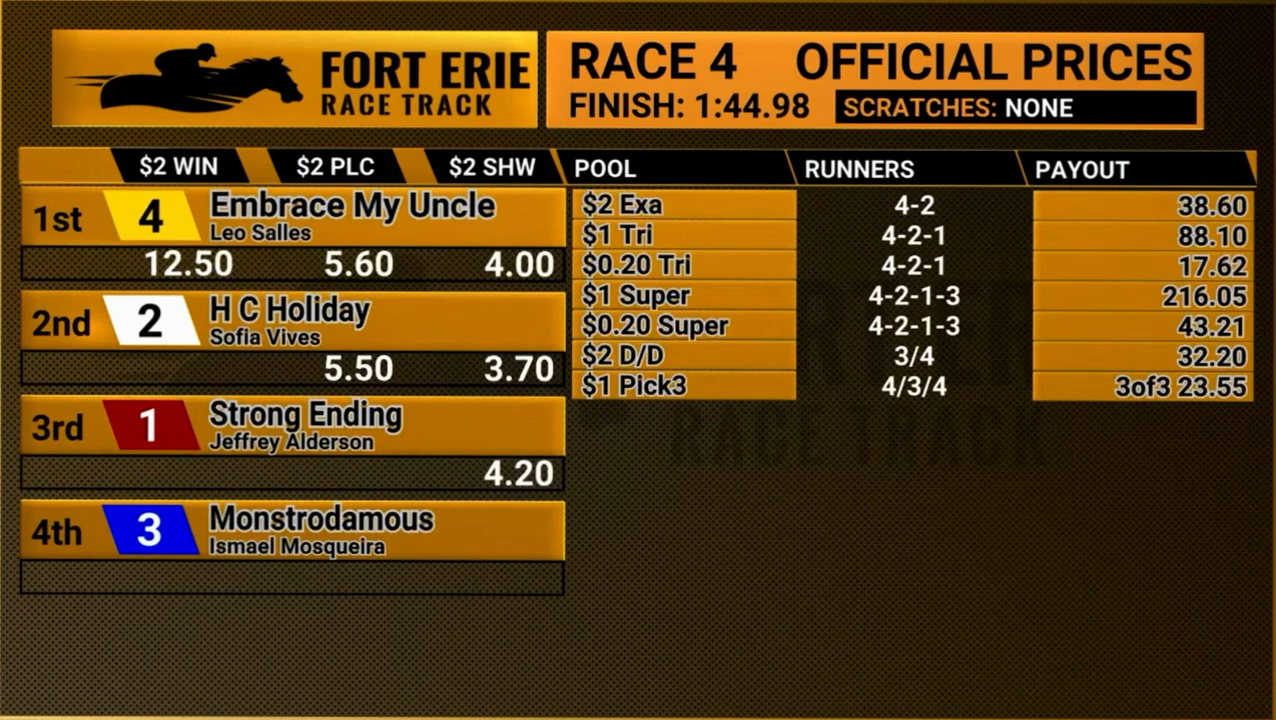 FORT ERIE
RACE TRACK
RACE 4 OFFICIAL PRICES
FINISH: 1:44.98 SCRATCHES: NONE
$2 WIN $2 PLC $2 SHW
1st 4 Embrace My Uncle
Leo Salles
12.50 5.60 4.00
2nd 2 H C Holiday
Sofia Vives
5.50 3.70
3rd 1 Strong Ending
Jeffrey Alderson
4.20
4th 3 Monstrodamous
Ismael Mosqueira
POOL RUNNERS PAYOUT
$2 Exa 4-2 38.60
$1 Tri 4-2-1 88.10
$0.20 Tri 4-2-1 17.62
$1 Super 4-2-1-3 216.05
$0.20 Super 4-2-1-3 43.21
$2 D/D 3/4 32.20
$1 Pick3 4/3/4 3of3 23.55
RACE TRACK